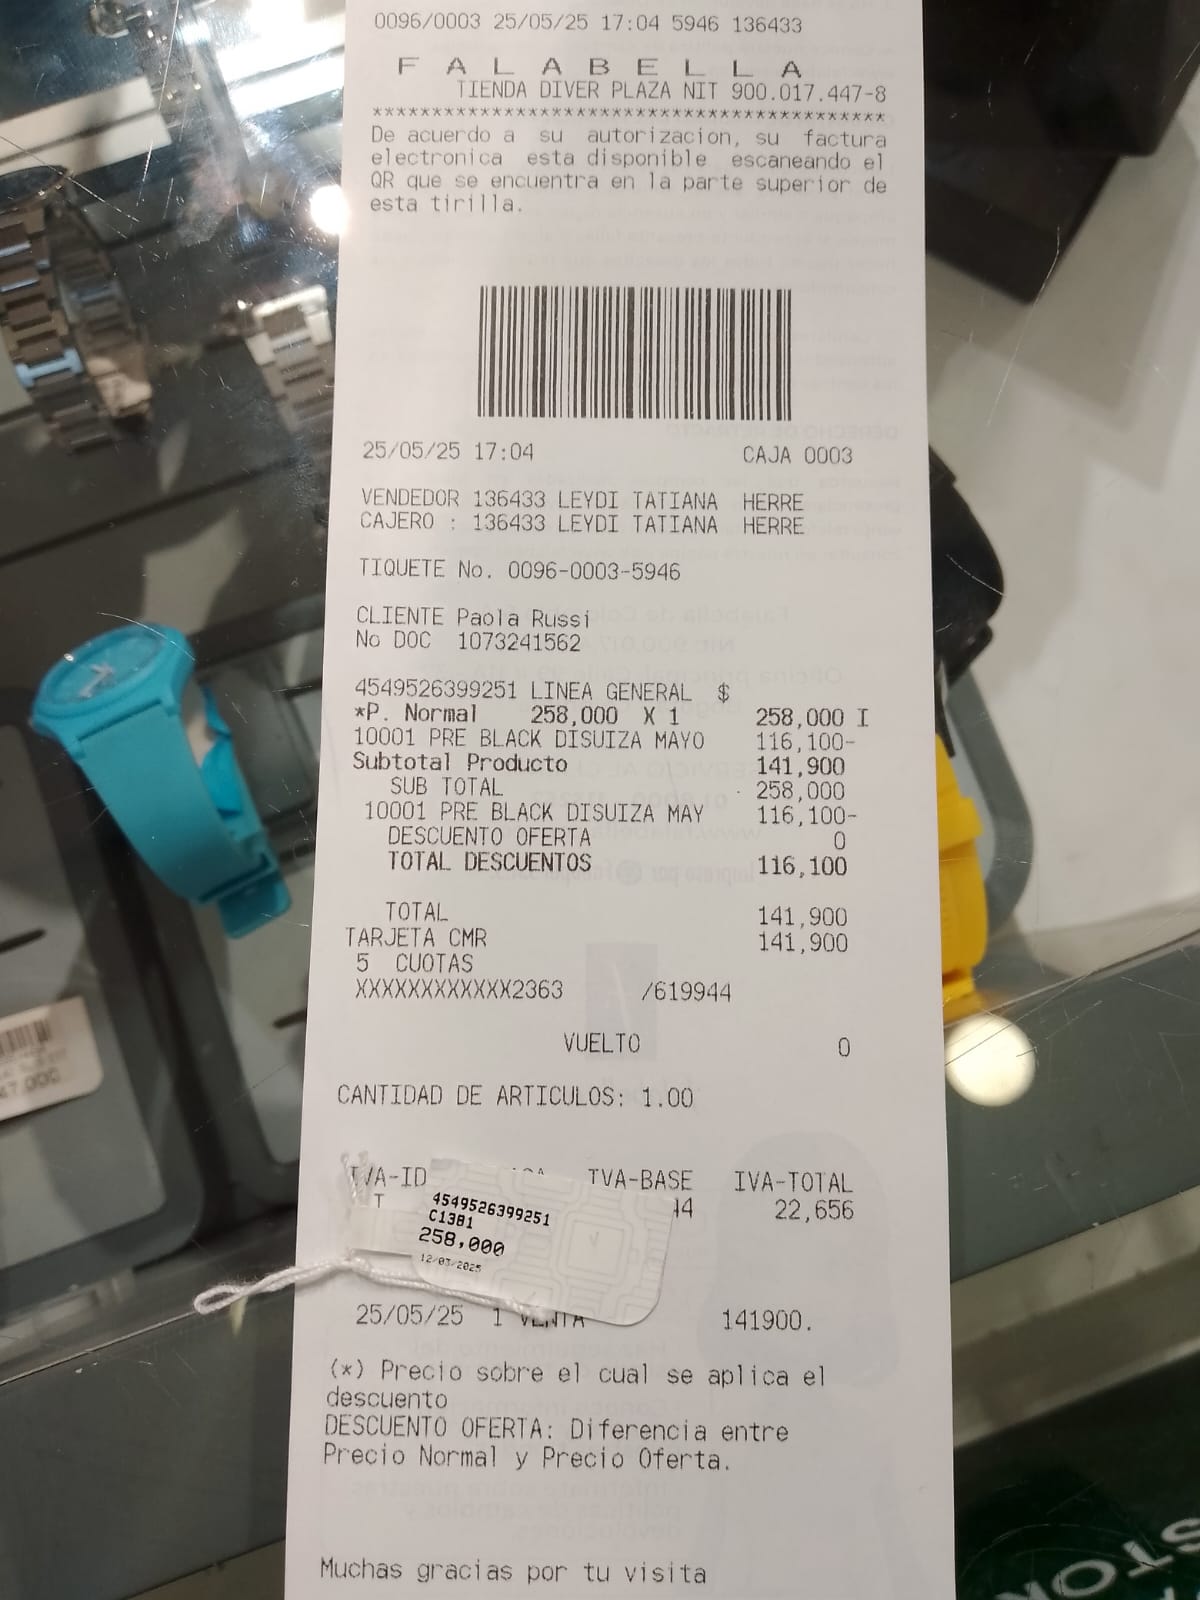 0096/0003 25/05/25 17:04 5946 136433
F A L A B E L L A
TIENDA DIVER PLAZA NIT 900.017.447-8
******************************************
De acuerdo a su autorizacion, su factura
electronica esta disponible escaneando el
QR que se encuentra en la parte superior de
esta tirilla.
25/05/25 17:04 CAJA 0003
VENDEDOR 136433 LEYDI TATIANA HERRE
CAJERO : 136433 LEYDI TATIANA HERRE
TIQUETE No. 0096-0003-5946
CLIENTE Paola Russi
No DOC 1073241562
4549526399251 LINEA GENERAL $
*P. Normal 258,000 X 1 258,000 I
10001 PRE BLACK DISUIZA MAYO 116,100-
Subtotal Producto 141,900
SUB TOTAL 258,000
10001 PRE BLACK DISUIZA MAY 116,100-
DESCUENTO OFERTA 0
TOTAL DESCUENTOS 116,100
TOTAL 141,900
TARJETA CMR 141,900
5 CUOTAS
XXXXXXXXXXXX2363 /619944
VUELTO 0
CANTIDAD DE ARTICULOS: 1.00
IVA-ID IVA-BASE IVA-TOTAL
I 44 22,656
4549526399251
C1381
258,000
12/03/2025
25/05/25 1 VENTA 141900.
(*) Precio sobre el cual se aplica el
descuento
DESCUENTO OFERTA: Diferencia entre
Precio Normal y Precio Oferta.
Muchas gracias por tu visita